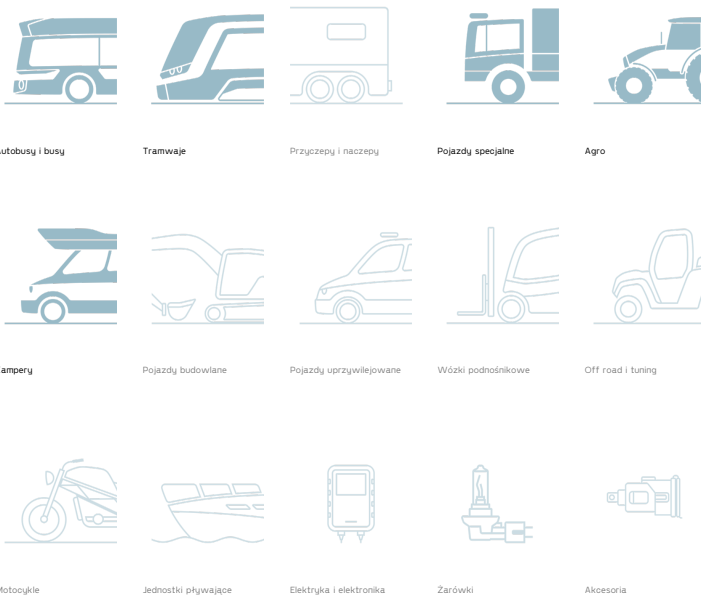 utobusy i busy
Tramwaje
Przyczepy i naczepy
Pojazdy specjalne
Agro
ampery
Pojazdy budowlane
Pojazdy uprzywilejowane
Wózki podnośnikowe
Off road i tuning
Motocykle
Jednostki pływające
Elektryka i elektronika
Żarówki
Akcesoria